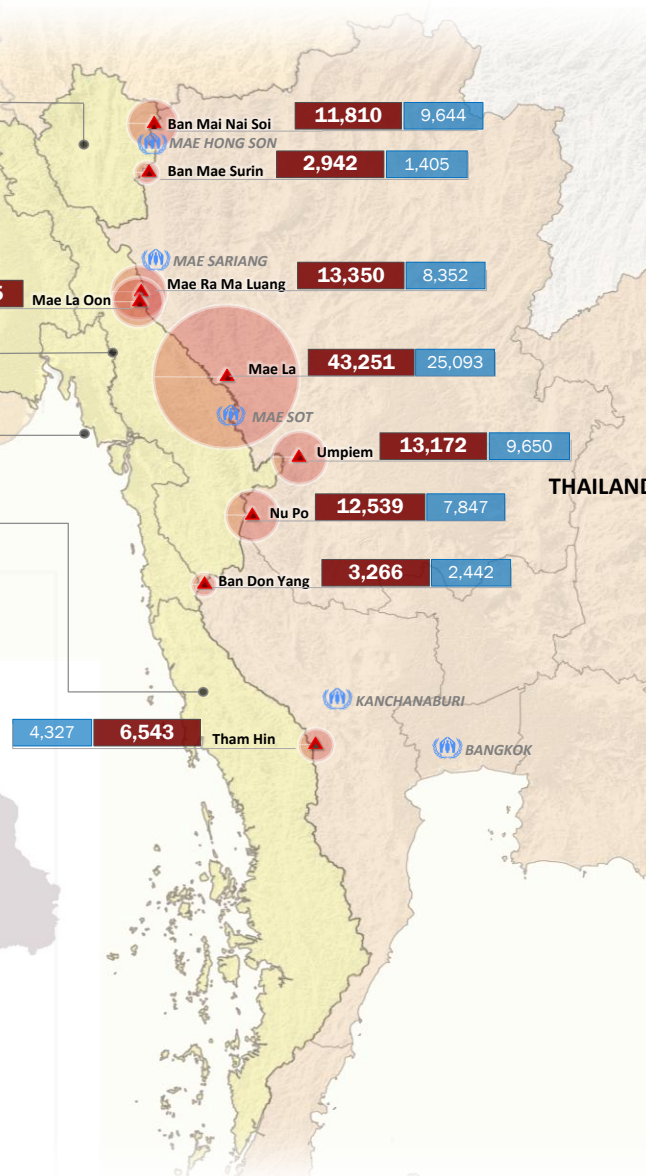 Ban Mai Nai Soi 11,810 9,644
MAE HONG SON
Ban Mae Surin 2,942 1,405
MAE SARIANG
Mae Ra Ma Luang 13,350 8,352
Mae La Oon
Mae La 43,251 25,093
MAE SOT
Umpiem 13,172 9,650
THAILAND
Nu Po 12,539 7,847
Ban Don Yang 3,266 2,442
KANCHANABURI
4,327 6,543 Tham Hin
BANGKOK